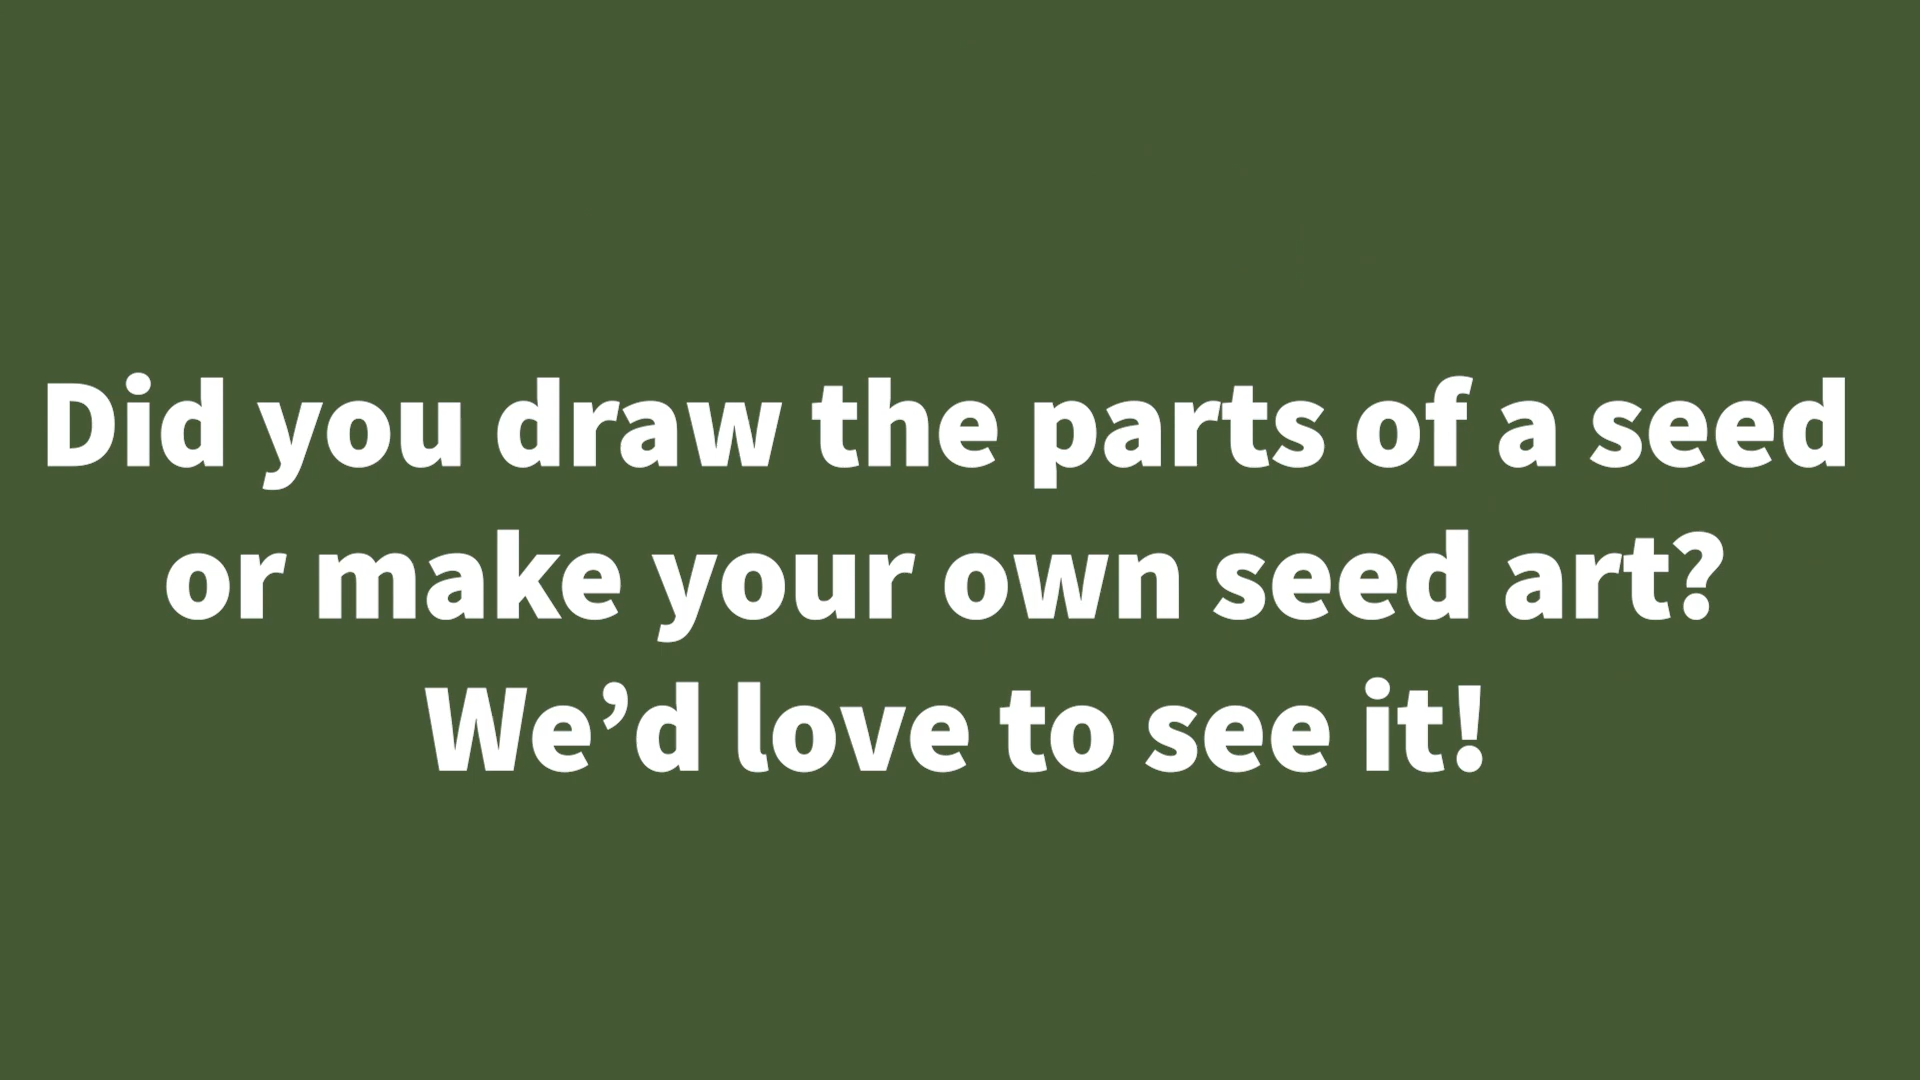 Did you draw the parts of a seed
or make your own seed art?
We’d love to see it!